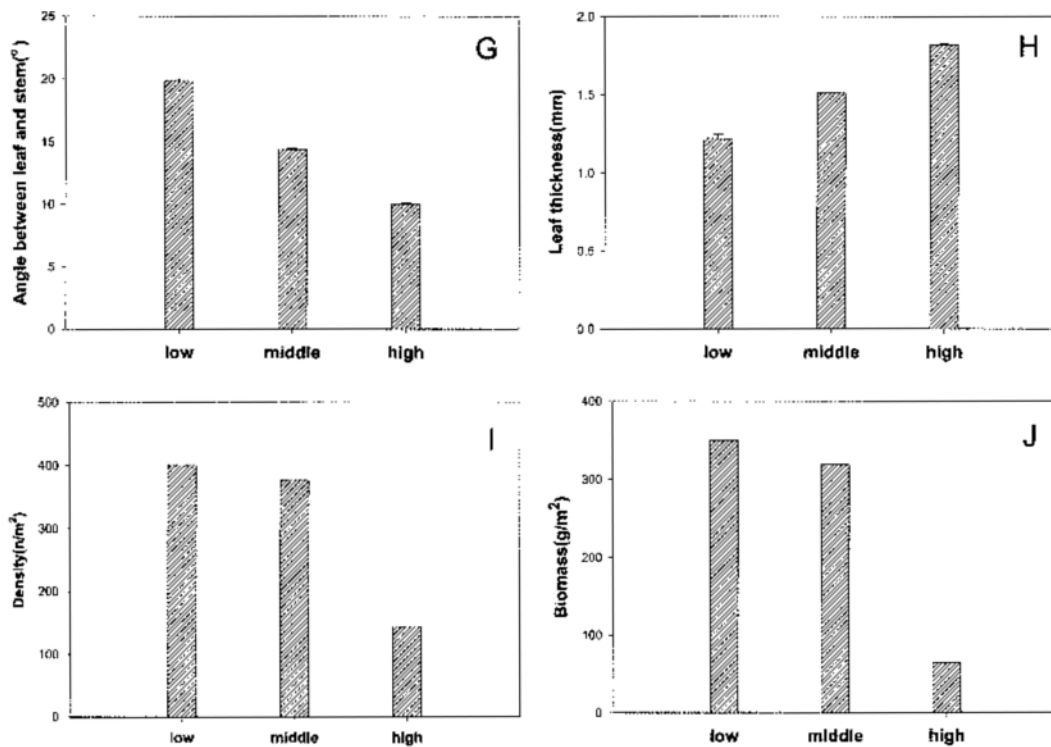 G
Angle between leaf and stem(°)
25
20
15
10
5
0
low middle high
H
Leaf thickness(mm)
2.0
1.5
1.0
0.5
0.0
low middle high
I
Density(n/m²)
500
400
300
200
100
0
low middle high
J
Biomass(g/m²)
400
300
200
100
0
low middle high